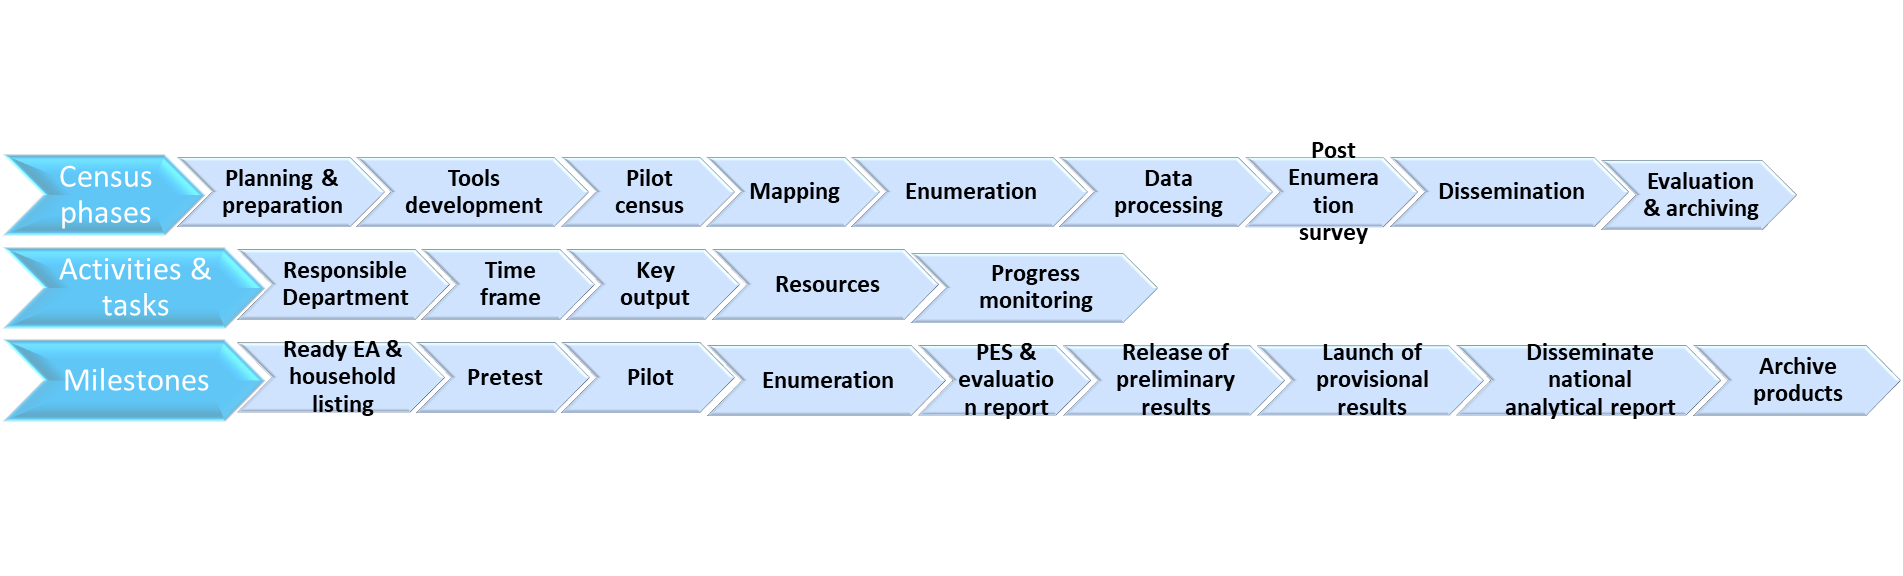 Census
phases
Planning &
preparation
Tools
development
Pilot
census
Mapping
Enumeration
Data
processing
Post
Enumera
tion
survey
Dissemination
Evaluation
& archiving
Activities &
tasks
Responsible
Department
Time
frame
Key
output
Resources
Progress
monitoring
Milestones
Ready EA &
household
listing
Pretest
Pilot
Enumeration
PES &
evaluatio
n report
Release of
preliminary
results
Launch of
provisional
results
Disseminate
national
analytical report
Archive
products